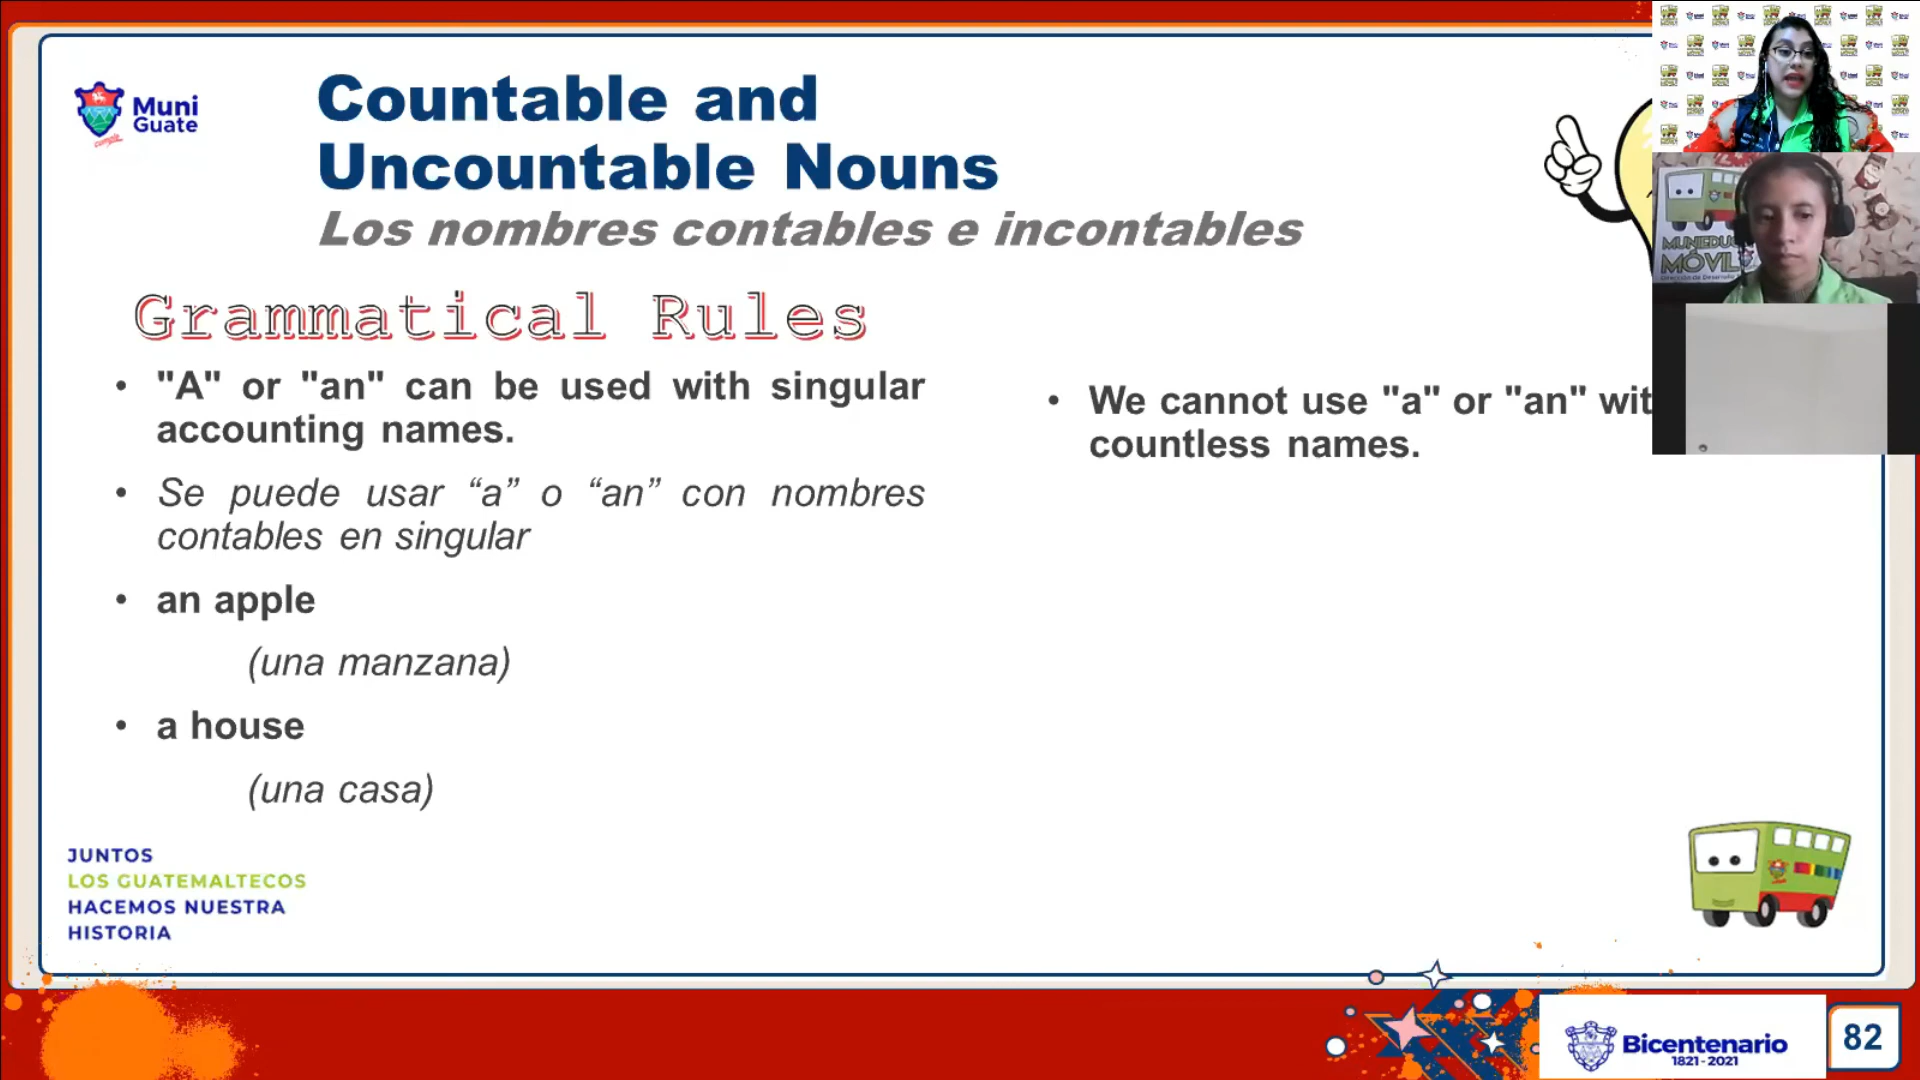 Muni
Guate
cumple
Countable and
Uncountable Nouns
Los nombres contables e incontables
Grammatical Rules
• "A" or "an" can be used with singular
accounting names.
• Se puede usar “a” o “an” con nombres
contables en singular
• an apple
(una manzana)
• a house
(una casa)
• We cannot use "a" or "an" wit
countless names.
MÓVIL
JUNTOS
LOS GUATEMALTECOS
HACEMOS NUESTRA
HISTORIA
Bicentenario
1821 - 2021
82